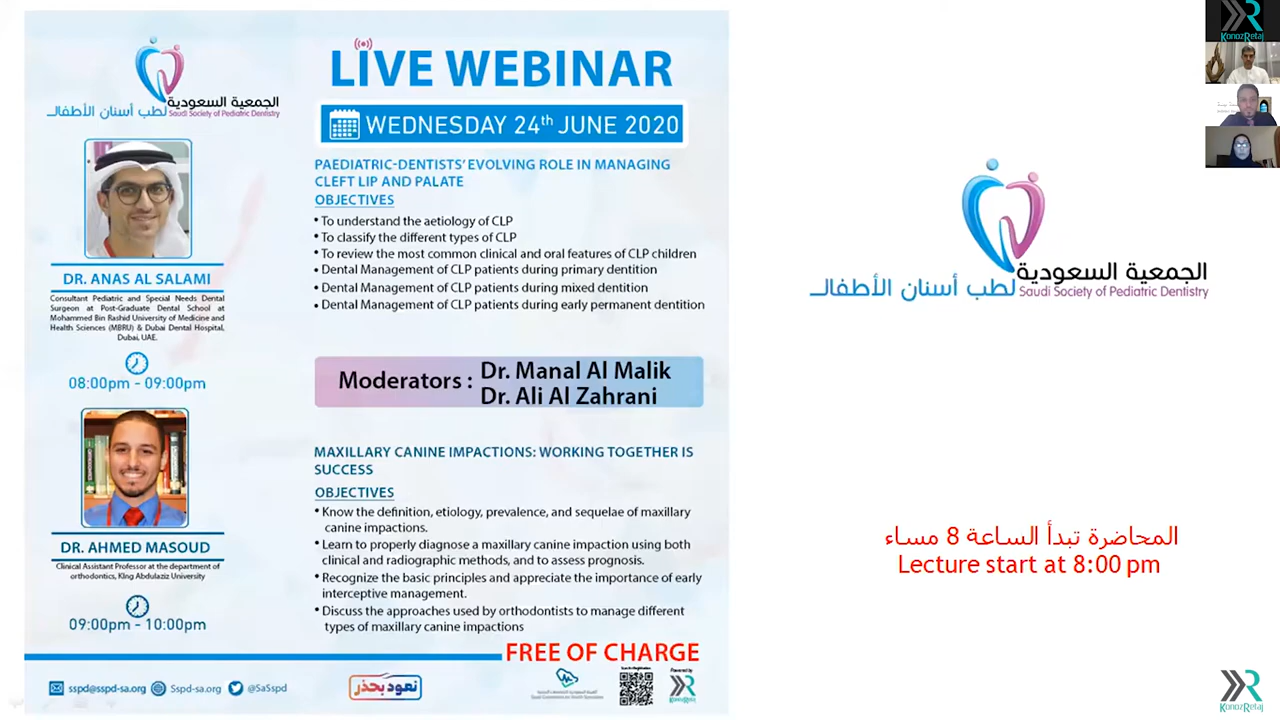 الجمعية السعودية
لطب أسنان الأطفال
Saudi Society of Pediatric Dentistry
LIVE WEBINAR
WEDNESDAY 24th JUNE 2020
PAEDIATRIC-DENTISTS' EVOLVING ROLE IN MANAGING
CLEFT LIP AND PALATE
OBJECTIVES
• To understand the aetiology of CLP
• To classify the different types of CLP
• To review the most common clinical and oral features of CLP children
• Dental Management of CLP patients during primary dentition
• Dental Management of CLP patients during mixed dentition
• Dental Management of CLP patients during early permanent dentition
DR. ANAS AL SALAMI
Consultant Pediatric and Special Needs Dental
Surgeon at Post-Graduate Dental School at
Mohammed Bin Rashid University of Medicine and
Health Sciences (MBRU) & Dubai Dental Hospital,
Dubai, UAE.
08:00pm - 09:00pm
Moderators : Dr. Manal Al Malik
Dr. Ali Al Zahrani
MAXILLARY CANINE IMPACTIONS: WORKING TOGETHER IS
SUCCESS
OBJECTIVES
• Know the definition, etiology, prevalence, and sequelae of maxillary
canine impactions.
• Learn to properly diagnose a maxillary canine impaction using both
clinical and radiographic methods, and to assess prognosis.
• Recognize the basic principles and appreciate the importance of early
interceptive management.
• Discuss the approaches used by orthodontists to manage different
types of maxillary canine impactions
DR. AHMED MASOUD
Clinical Assistant Professor at the department of
orthodontics, KIng Abdulaziz University
09:00pm - 10:00pm
FREE OF CHARGE
sspd@sspd-sa.org Sspd-sa.org @SaSspd
نعود بحذر
Powered by
KonozRetaj
KonozRetaj
الجمعية السعودية
لطب أسنان الأطفال
Saudi Society of Pediatric Dentistry
المحاضرة تبدأ الساعة 8 مساء
Lecture start at 8:00 pm
KonozRetaj